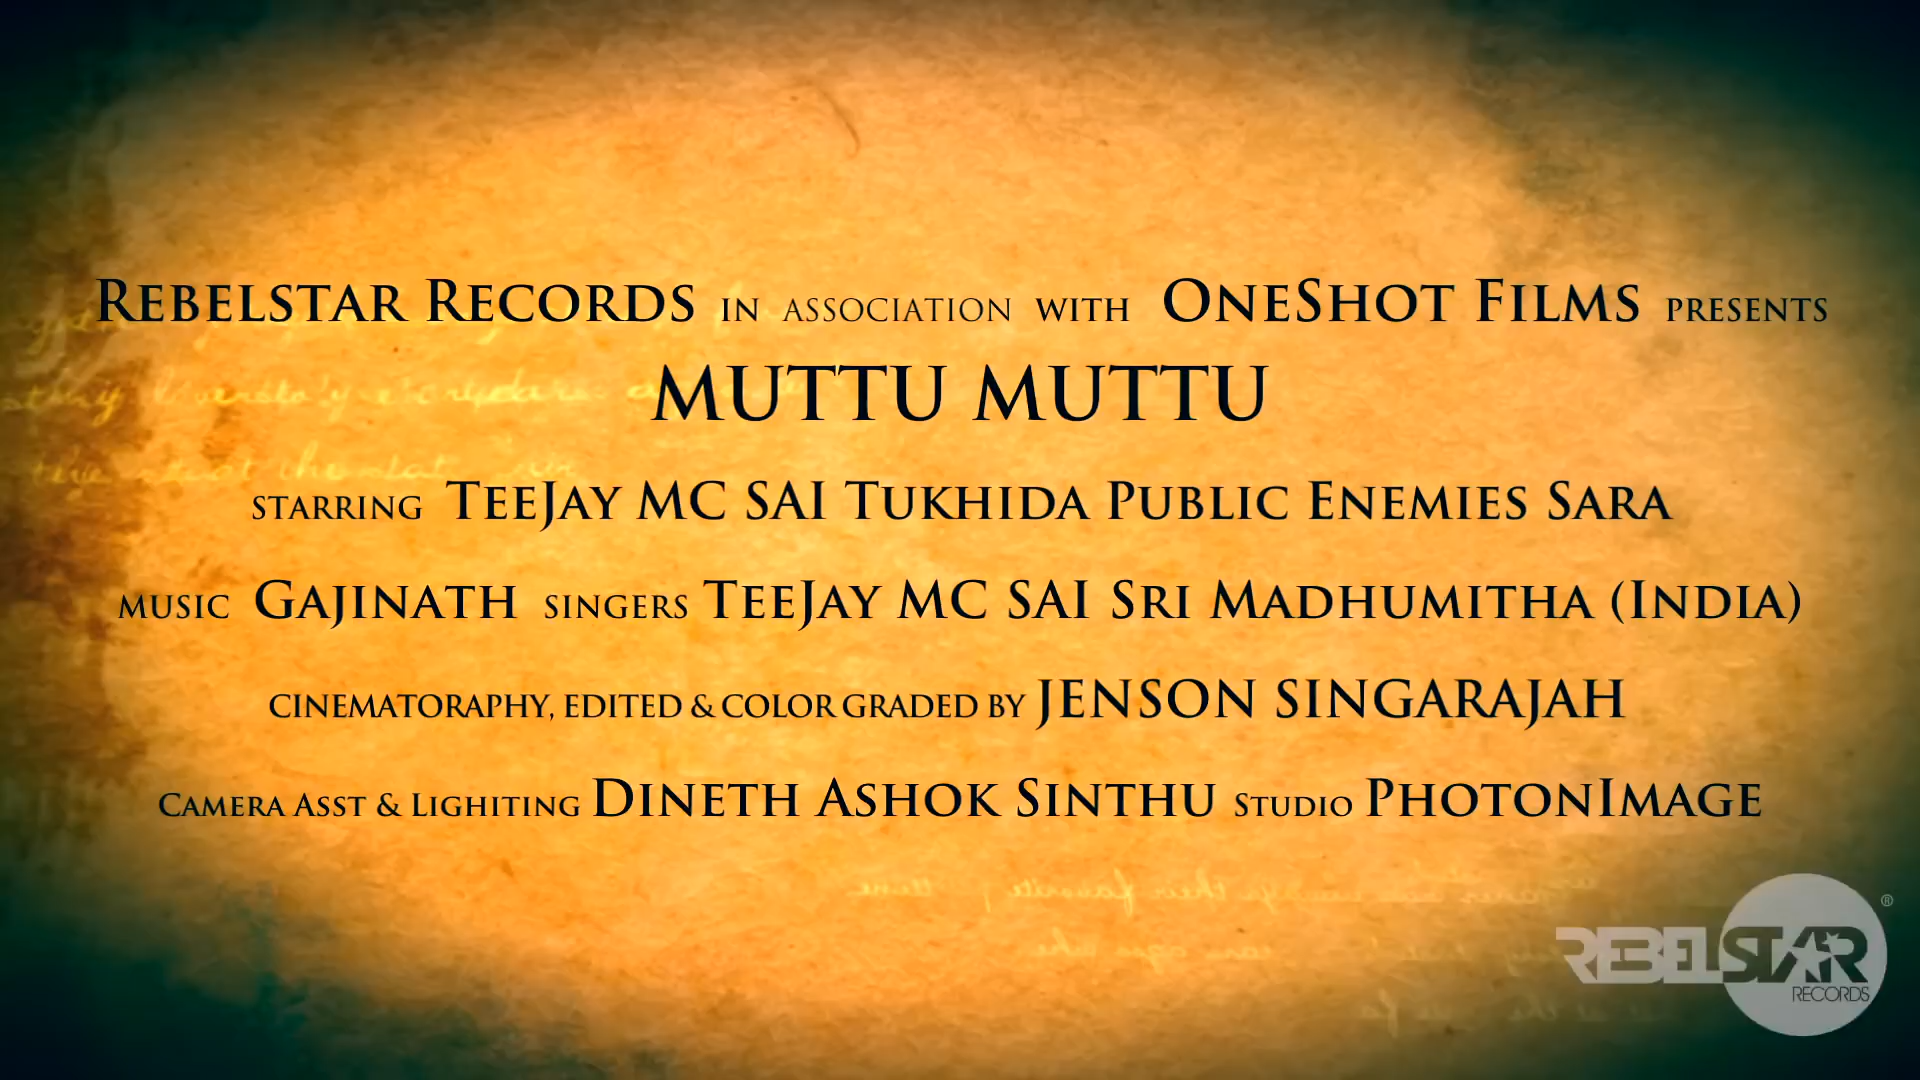 Rebelstar Records in association with OneShot Films presents
MUTTU MUTTU
starring TeeJay MC SAI Tukhida Public Enemies Sara
music Gajinath singers TeeJay MC SAI Sri Madhumitha (India)
CINEMATORAPHY, EDITED & COLOR GRADED BY JENSON SINGARAJAH
Camera Asst & Lighiting Dineth Ashok Sinthu Studio PhotonImage
REBELSTAR ®
RECORDS